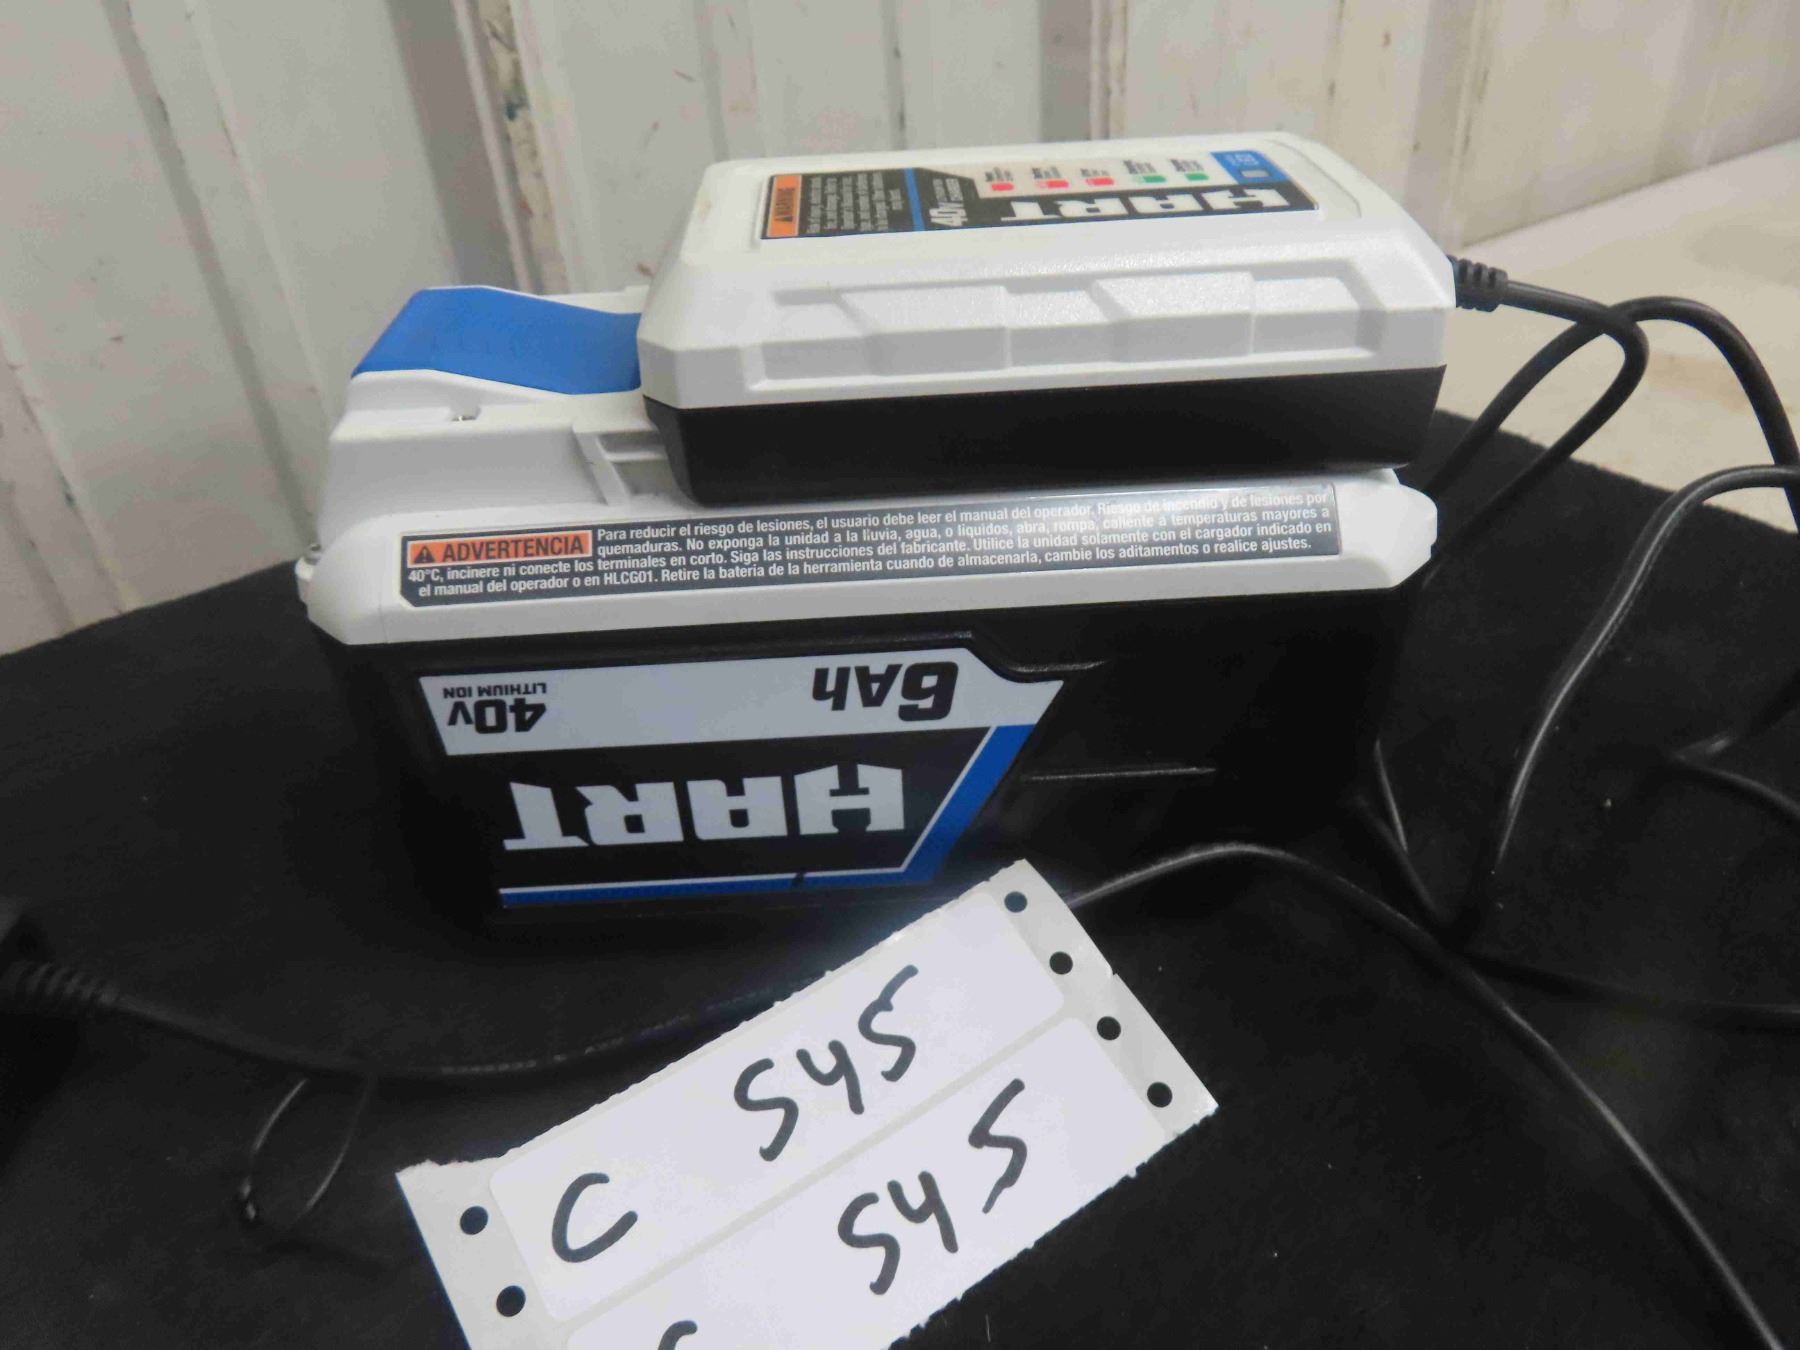 WARNING
40V
HART
ADVERTENCIA Para reducir el riesgo de lesiones, el usuario debe leer el manual del operador. Riesgo de incendio y de lesiones por
quemaduras. No exponga la unidad a la lluvia, agua, o líquidos, abra, rompa, caliente a temperaturas mayores a
40°C, incinere ni conecte los terminales en corto. Siga las instrucciones del fabricante. Utilice la unidad solamente con el cargador indicado en
el manual del operador o en HLCG01. Retire la batería de la herramienta cuando de almacenarla, cambie los aditamentos o realice ajustes.
HART
6Ah
40V
LITHIUM ION
C 545
545